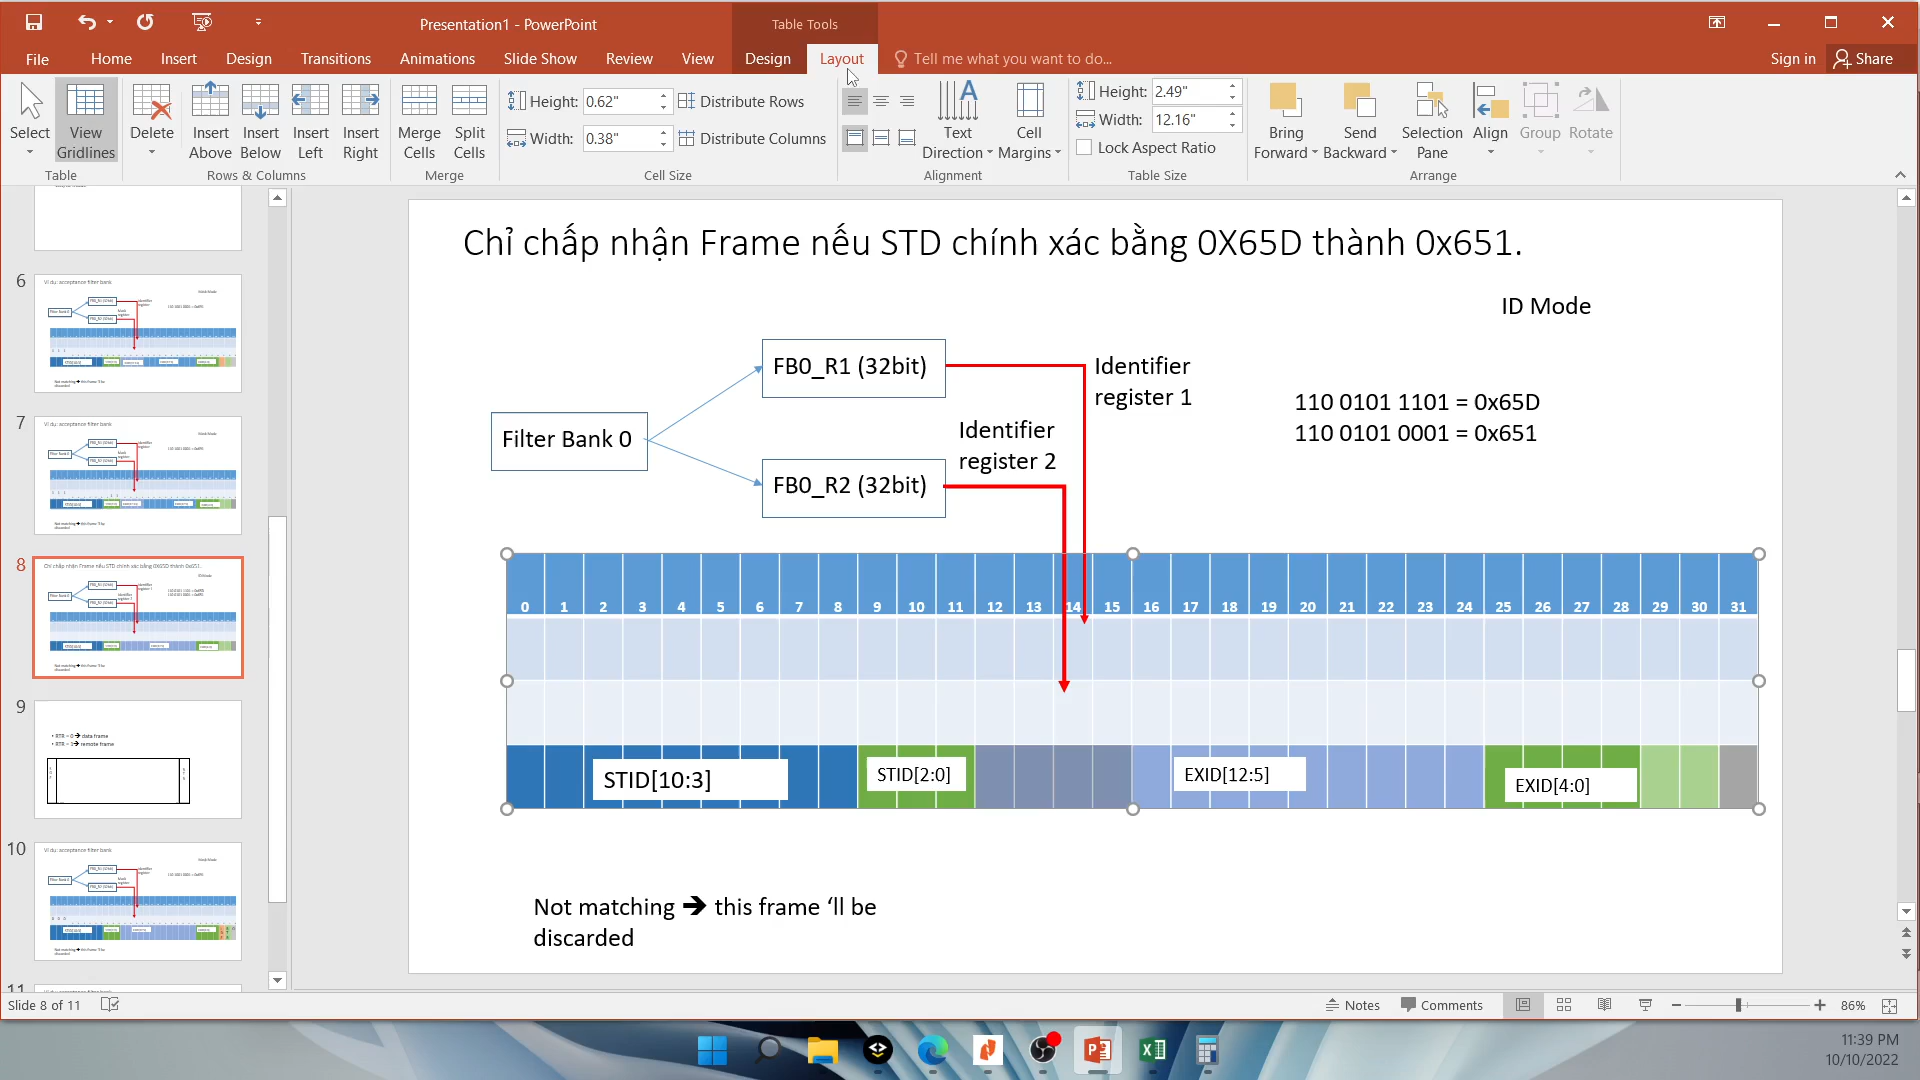 Presentation1 - PowerPoint
Table Tools
File Home Insert Design Transitions Animations Slide Show Review View Design Layout Tell me what you want to do... Sign in Share
Select
View Gridlines
Delete
Insert Above
Insert Below
Insert Left
Insert Right
Merge Cells
Split Cells
Height: 0.62" Distribute Rows
Width: 0.38" Distribute Columns
Text Direction
Cell Margins
Height: 2.49"
Width: 12.16"
Lock Aspect Ratio
Bring Forward
Send Backward
Selection Pane
Align
Group
Rotate
Table Rows & Columns Merge Cell Size Alignment Table Size Arrange
6
7
8
9
RTR = 0 🡺 data frame
RTR = 1 🡺 remote frame
10
11
Chỉ chấp nhận Frame nếu STD chính xác bằng 0X65D thành 0x651.
ID Mode
FB0_R1 (32bit)
Identifier
register 1
110 0101 1101 = 0x65D
110 0101 0001 = 0x651
Filter Bank 0
Identifier
register 2
FB0_R2 (32bit)
0 1 2 3 4 5 6 7 8 9 10 11 12 13 14 15 16 17 18 19 20 21 22 23 24 25 26 27 28 29 30 31
STID[10:3] STID[2:0] EXID[12:5] EXID[4:0]
Not matching 🡺 this frame ‘ll be
discarded
Slide 8 of 11
Notes Comments 86%
11:39 PM
10/10/2022